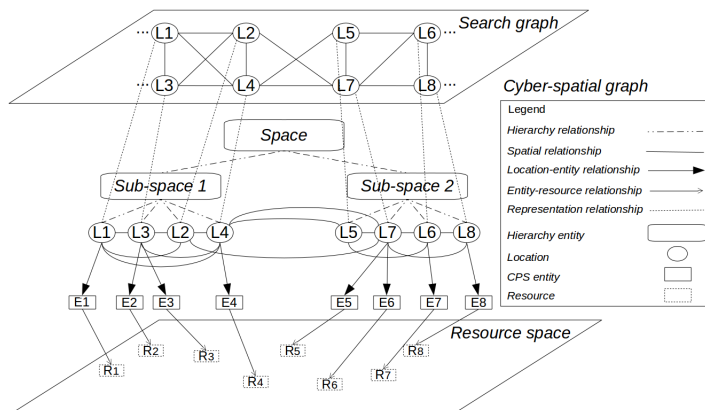 Search graph
... L1 L2 L5 L6 ...
... L3 L4 L7 L8 ...
Cyber-spatial graph
Legend
Hierarchy relationship
Spatial relationship
Location-entity relationship
Entity-resource relationship
Representation relationship
Hierarchy entity
Location
CPS entity
Resource
Space
Sub-space 1 Sub-space 2
L1 L3 L2 L4 L5 L7 L6 L8
E1 E2 E3 E4 E5 E6 E7 E8
Resource space
R1 R2 R3 R4 R5 R6 R7 R8